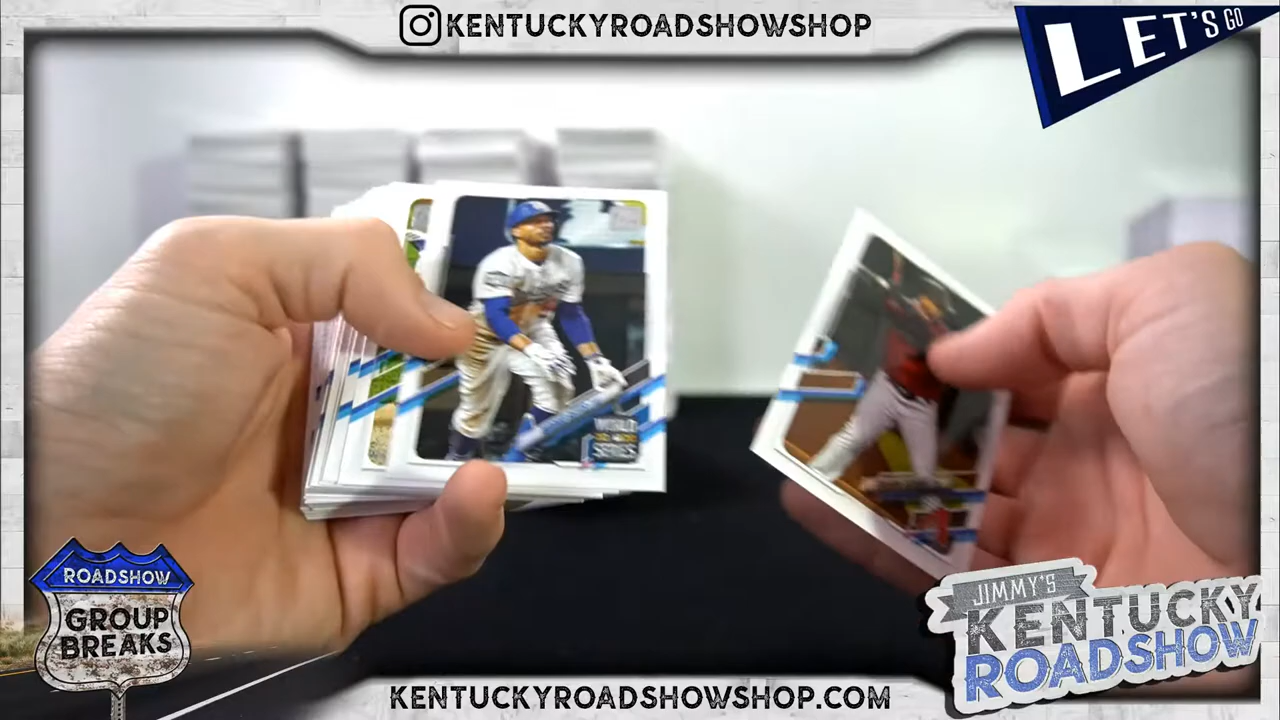 KENTUCKYROADSHOWSHOP
LET'S GO
WORLD
SERIES
ROADSHOW
GROUP
BREAKS
JIMMY'S
KENTUCKY
ROADSHOW
KENTUCKYROADSHOWSHOP.COM